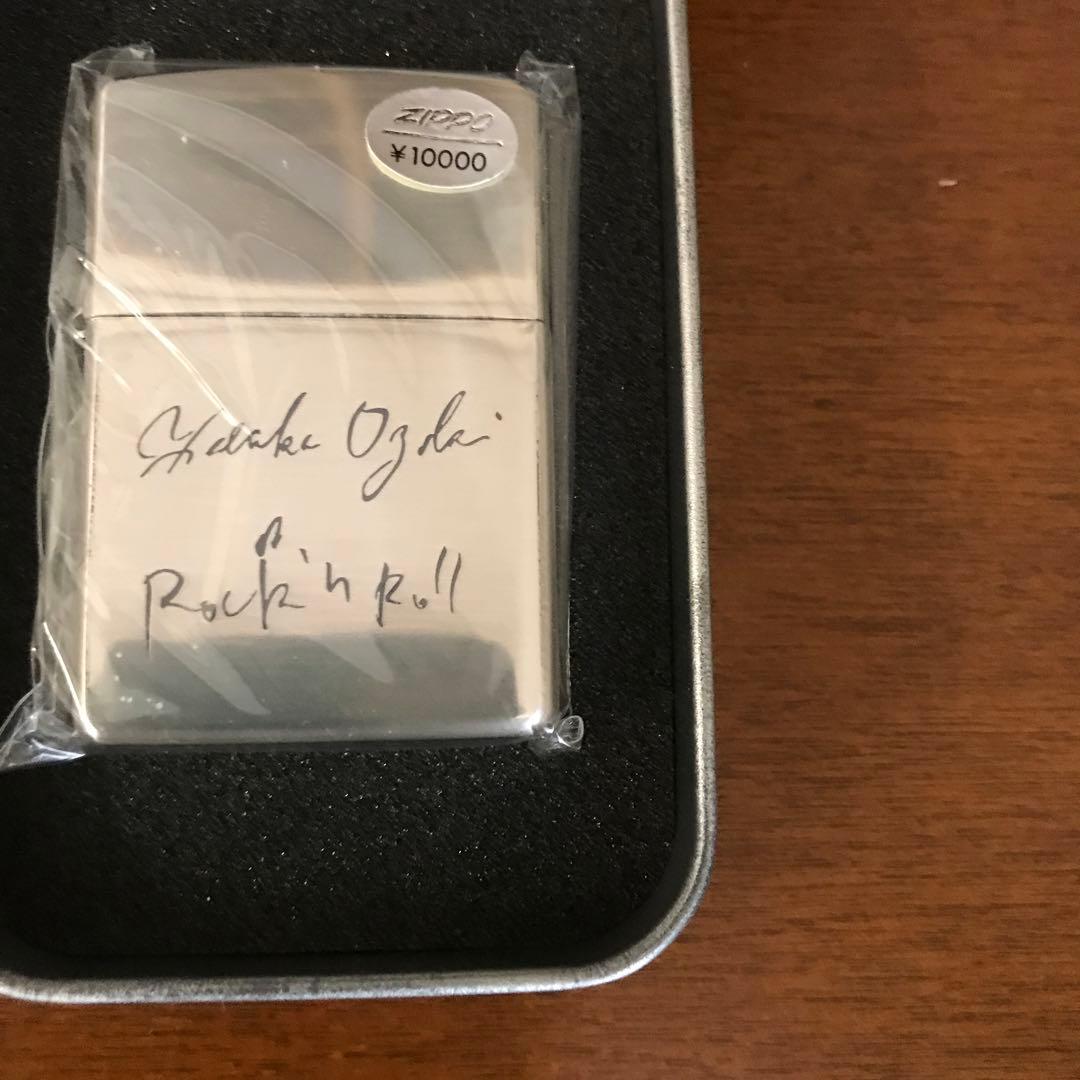 ZIPPO
¥10000
Yutaka Ozaki
Rock'n Roll